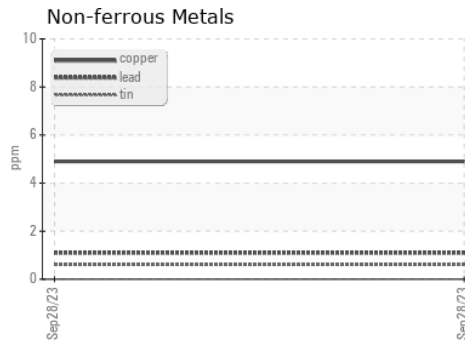 Non-ferrous Metals
10
copper
lead
tin
8
6
ppm
4
2
0
Sep28/23
Sep28/23